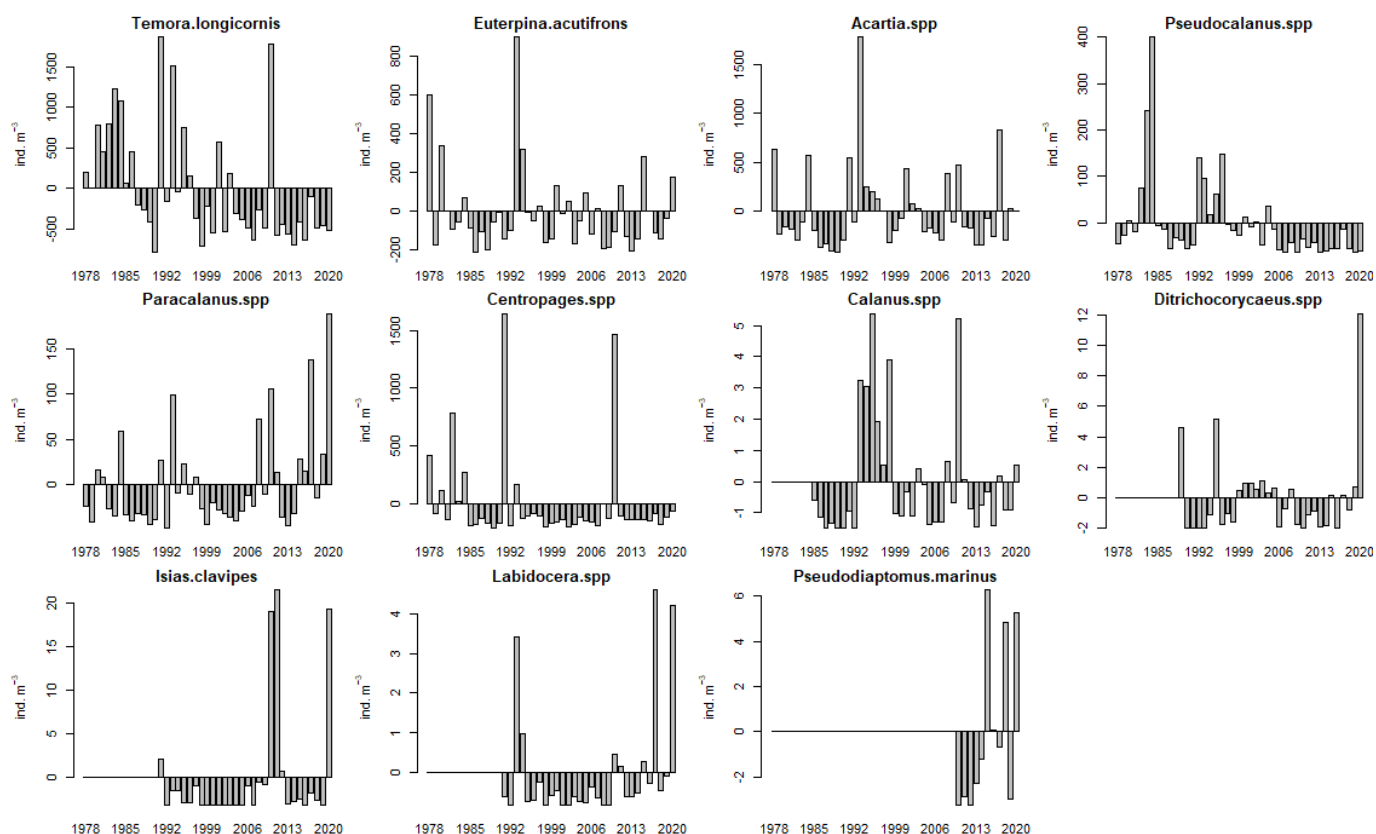 Temora.longicornis
ind. m⁻³
-500 0 500 1000 1500
1978 1985 1992 1999 2006 2013 2020
Euterpina.acutifrons
ind. m⁻³
-200 0 200 400 600 800
1978 1985 1992 1999 2006 2013 2020
Acartia.spp
ind. m⁻³
0 500 1000 1500
1978 1985 1992 1999 2006 2013 2020
Pseudocalanus.spp
ind. m⁻³
0 100 200 300 400
1978 1985 1992 1999 2006 2013 2020
Paracalanus.spp
ind. m⁻³
0 50 100 150
1978 1985 1992 1999 2006 2013 2020
Centropages.spp
ind. m⁻³
0 500 1000 1500
1978 1985 1992 1999 2006 2013 2020
Calanus.spp
ind. m⁻³
-1 0 1 2 3 4 5
1978 1985 1992 1999 2006 2013 2020
Ditrichocorycaeus.spp
ind. m⁻³
-2 0 2 4 6 8 10 12
1978 1985 1992 1999 2006 2013 2020
Isias.clavipes
ind. m⁻³
0 5 10 15 20
1978 1985 1992 1999 2006 2013 2020
Labidocera.spp
ind. m⁻³
0 1 2 3 4
1978 1985 1992 1999 2006 2013 2020
Pseudodiaptomus.marinus
ind. m⁻³
-2 0 2 4 6
1978 1985 1992 1999 2006 2013 2020